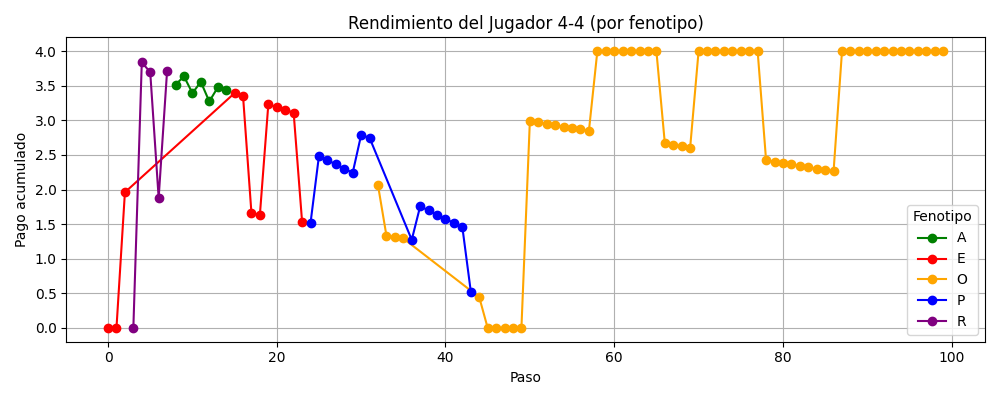 Rendimiento del Jugador 4-4 (por fenotipo)
Pago acumulado
4.0
3.5
3.0
2.5
2.0
1.5
1.0
0.5
0.0
Fenotipo
A
E
O
P
R
0 20 40 60 80 100
Paso